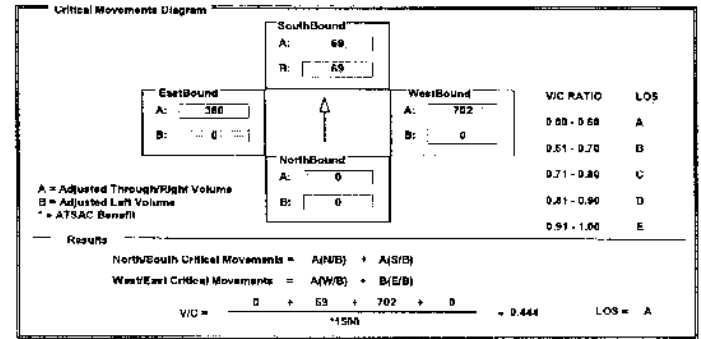 Critical Movements Diagram
SouthBound
A: 69
B: 69
EastBound
A: 380
B: 0
WestBound
A: 702
B: 0
NorthBound
A: 0
B: 0
V/C RATIO LOS
0.00 - 0.60 A
0.61 - 0.70 B
0.71 - 0.80 C
0.81 - 0.90 D
0.91 - 1.00 E
A = Adjusted Through/Right Volume
B = Adjusted Left Volume
* = ATSAC Benefit
Results
North/South Critical Movements = A(N/B) + A(S/B)
West/East Critical Movements = A(W/B) + B(E/B)
V/C = 0 + 69 + 702 + 0 = 0.444 LOS = A
*1500